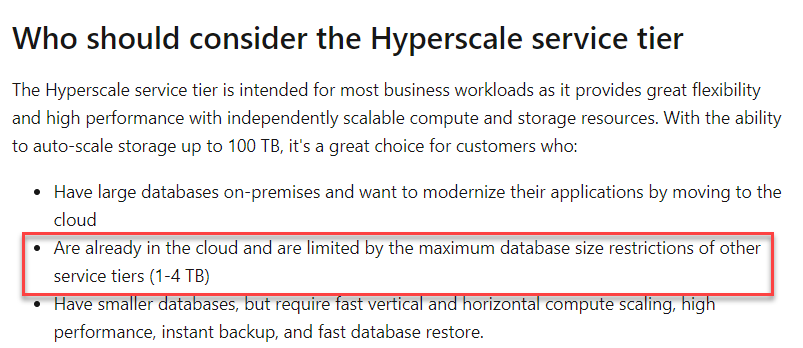 Who should consider the Hyperscale service tier
The Hyperscale service tier is intended for most business workloads as it provides great flexibility
and high performance with independently scalable compute and storage resources. With the ability
to auto-scale storage up to 100 TB, it's a great choice for customers who:
• Have large databases on-premises and want to modernize their applications by moving to the
cloud
• Are already in the cloud and are limited by the maximum database size restrictions of other
service tiers (1-4 TB)
• Have smaller databases, but require fast vertical and horizontal compute scaling, high
performance, instant backup, and fast database restore.